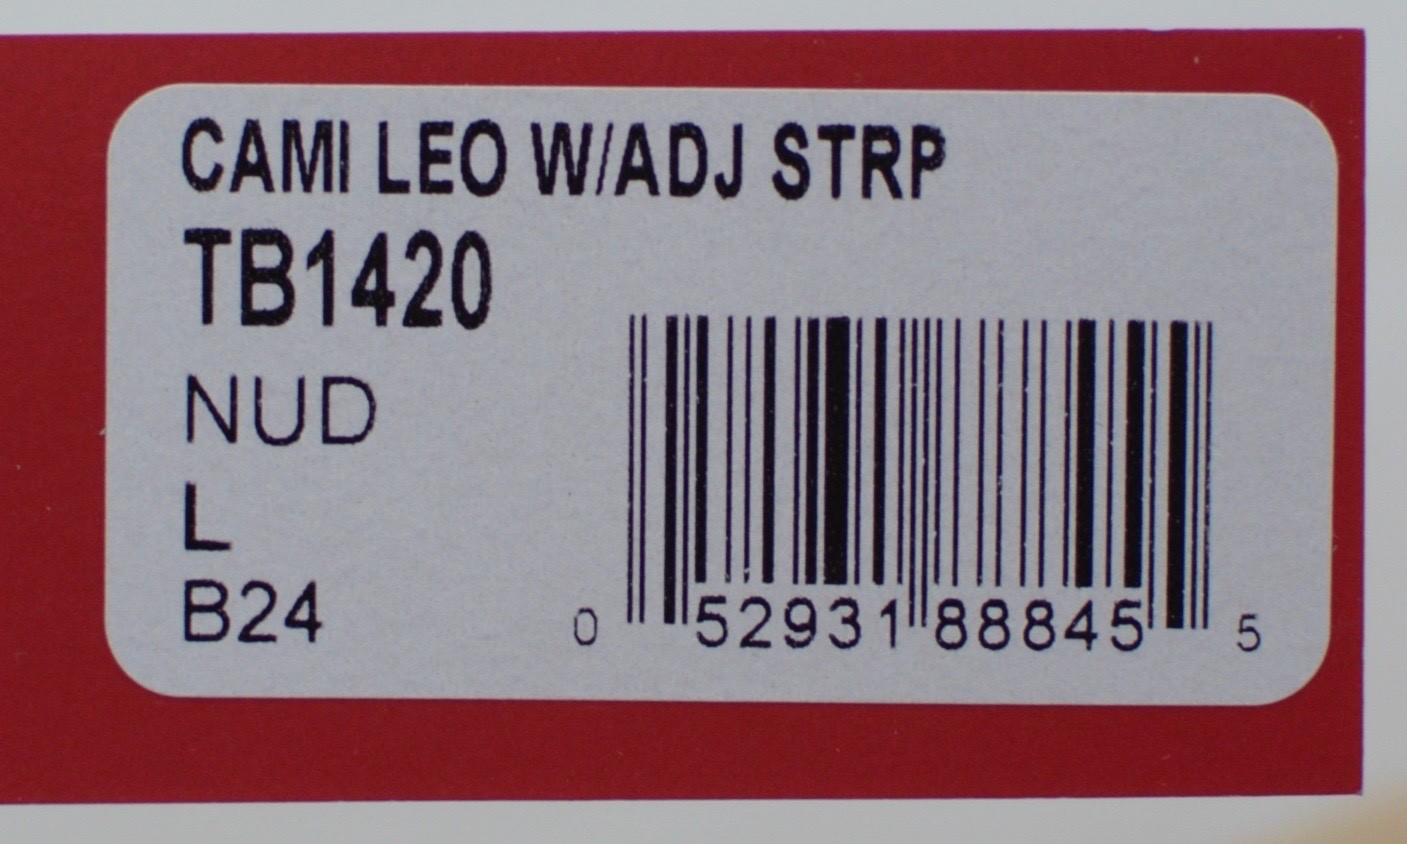 CAMI LEO W/ADJ STRP
TB1420
NUD
L
B24
0 52931 88845 5